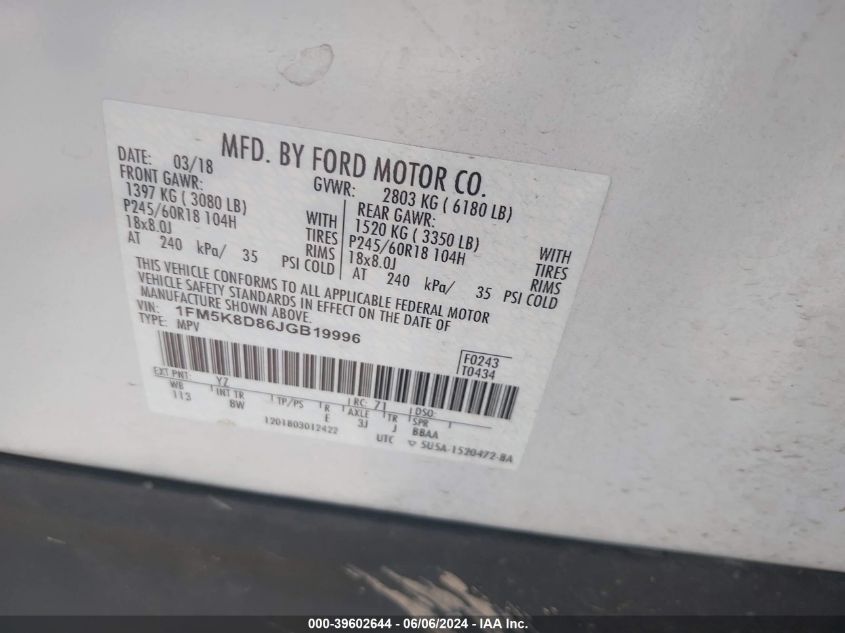 MFD. BY FORD MOTOR CO.
DATE: 03/18
GVWR: 2803 KG ( 6180 LB)
FRONT GAWR:
1397 KG ( 3080 LB)
P245/60R18 104H
18x8.0J
AT 240 kPa/ 35 PSI COLD
WITH
TIRES
RIMS
REAR GAWR:
1520 KG ( 3350 LB)
P245/60R18 104H
18x8.0J
AT 240 kPa/ 35 PSI COLD
WITH
TIRES
RIMS
THIS VEHICLE CONFORMS TO ALL APPLICABLE FEDERAL MOTOR
VEHICLE SAFETY STANDARDS IN EFFECT ON THE DATE OF
MANUFACTURE SHOWN ABOVE.
VIN: 1FM5K8D86JGB19996
TYPE: MPV
F0243
T0434
EXT PNT: YZ RC: 71 DSO:
WB INT TR TP/PS R AXLE TR SPR
113 8W E 3J J BBAA
1201803012422 UTC 5U5A-1520472-BA
000-39602644 - 06/06/2024 - IAA Inc.